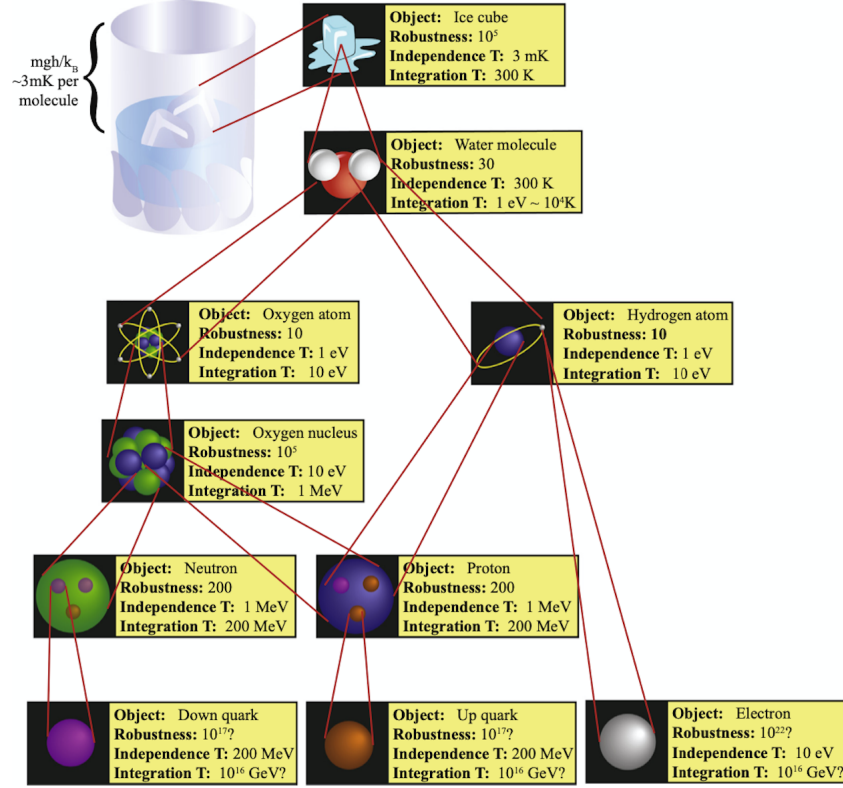 mgh/kB
~3mK per
molecule
Object: Ice cube
Robustness: 10⁵
Independence T: 3 mK
Integration T: 300 K
Object: Water molecule
Robustness: 30
Independence T: 300 K
Integration T: 1 eV ~ 10⁴K
Object: Oxygen atom
Robustness: 10
Independence T: 1 eV
Integration T: 10 eV
Object: Hydrogen atom
Robustness: 10
Independence T: 1 eV
Integration T: 10 eV
Object: Oxygen nucleus
Robustness: 10⁵
Independence T: 10 eV
Integration T: 1 MeV
Object: Neutron
Robustness: 200
Independence T: 1 MeV
Integration T: 200 MeV
Object: Proton
Robustness: 200
Independence T: 1 MeV
Integration T: 200 MeV
Object: Down quark
Robustness: 10¹⁷?
Independence T: 200 MeV
Integration T: 10¹⁶ GeV?
Object: Up quark
Robustness: 10¹⁷?
Independence T: 200 MeV
Integration T: 10¹⁶ GeV?
Object: Electron
Robustness: 10²²?
Independence T: 10 eV
Integration T: 10¹⁶ GeV?